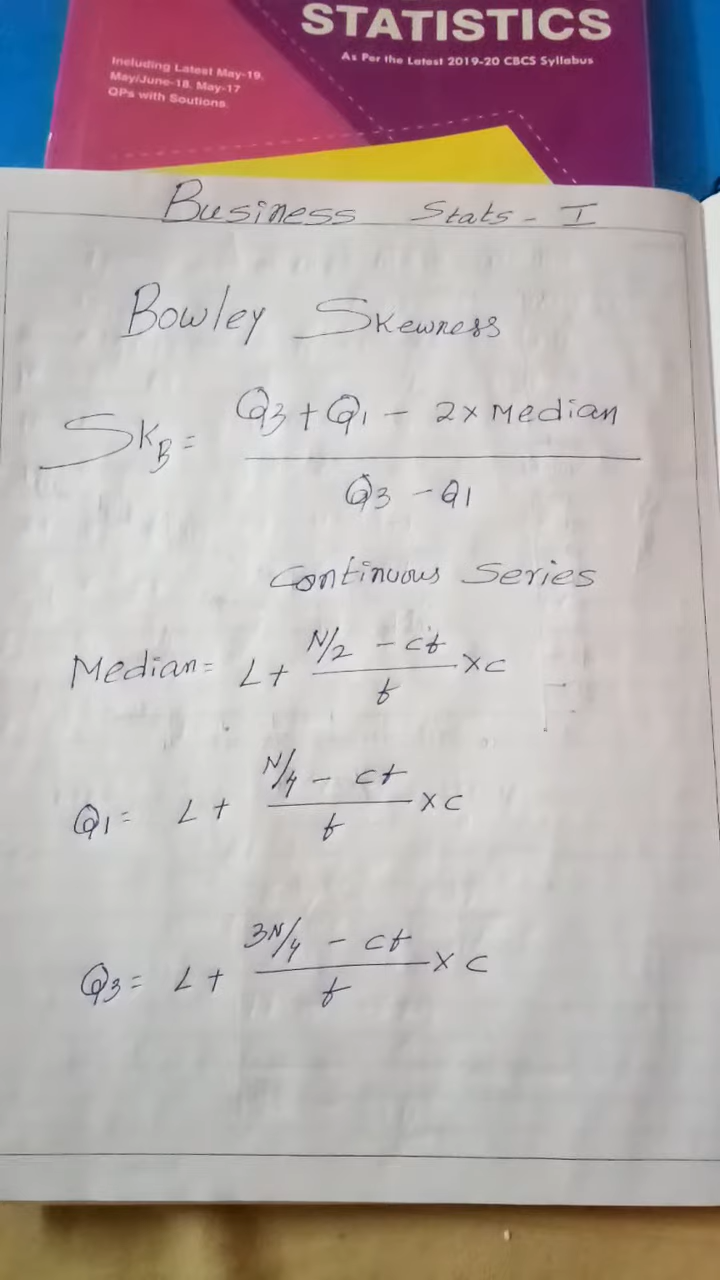 STATISTICS
As Per the Latest 2019-20 CBCS Syllabus
Including Latest May-19,
May/June-18, May-17
QPs with Soutions
Business Stats - I
Bowley Skewness
SK_B = (Q3 + Q1 - 2 x Median) / (Q3 - Q1)
Continuous Series
Median = L + (N/2 - cf) / f x C
Q1 = L + (N/4 - cf) / f x C
Q3 = L + (3N/4 - cf) / f x C